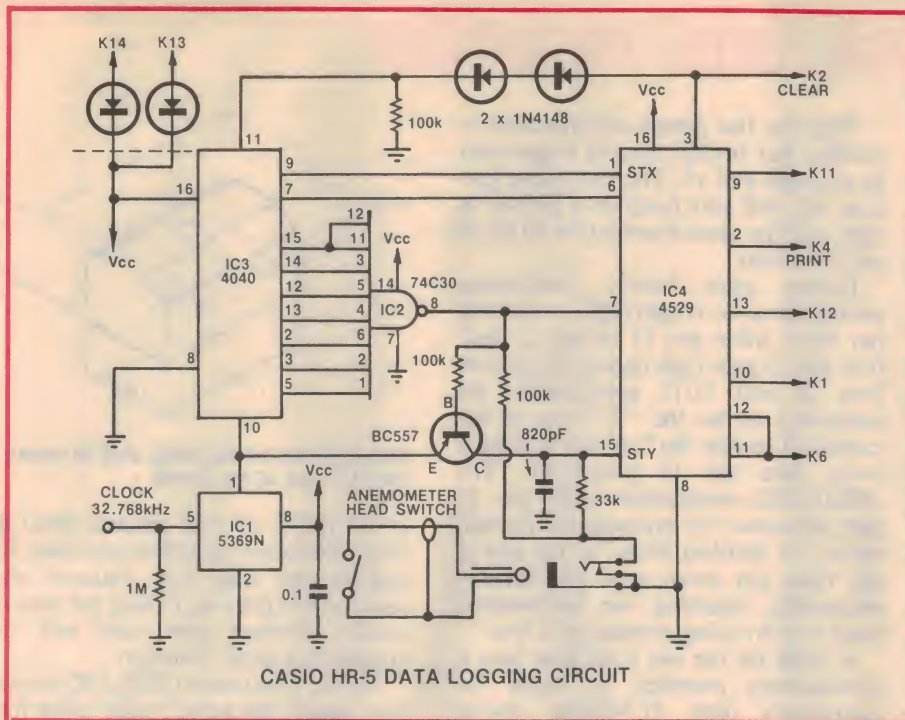 K14 K13
K2
CLEAR
100k
2 x 1N4148
Vcc
11
16 3
9 1 STX 9 K11
7 6
16
12
2 K4
PRINT
Vcc
15 11
Vcc
IC3
4040
14 3
14
74C30
IC4
4529
12 5
IC2
8 7
13 K12
13 4
7
2 6
8
3 2
10 K1
5 1
100k
100k
12
B
820pF
11 K6
10
BC557
E C
15 STY
Vcc
8
CLOCK
32.768kHz
1
ANEMOMETER
HEAD SWITCH
33k
5
IC1
5369N
8
1M
2
0.1
CASIO HR-5 DATA LOGGING CIRCUIT